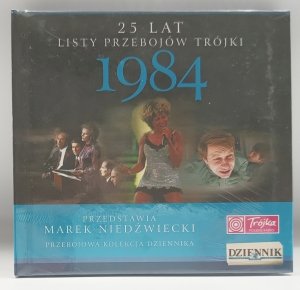 25 LAT
LISTY PRZEBOJÓW TRÓJKI
1984
PRZEDSTAWIA
MAREK NIEDŹWIECKI
PRZEBOJOWA KOLEKCJA DZIENNIKA
Trójka
DZIENNIK